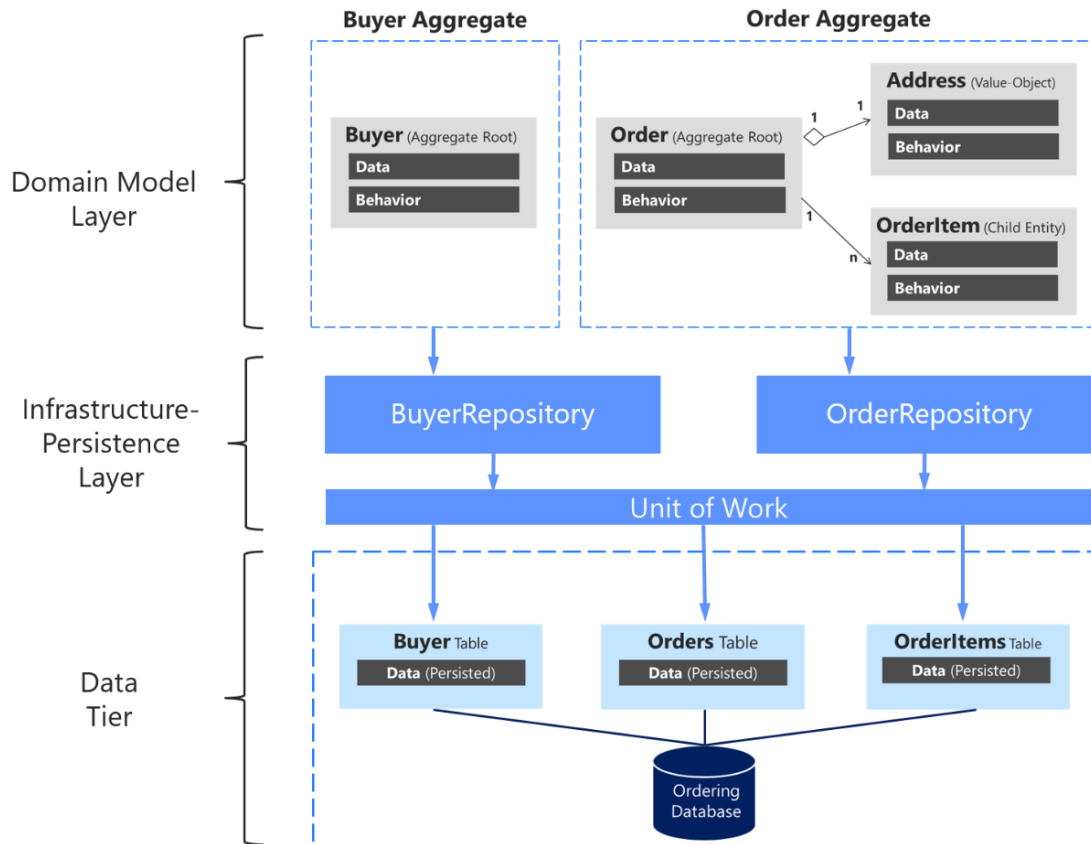 Buyer Aggregate
Order Aggregate
Domain Model
Layer
Buyer (Aggregate Root)
Data
Behavior
Order (Aggregate Root)
Data
Behavior
1
1
Address (Value-Object)
Data
Behavior
1
n
OrderItem (Child Entity)
Data
Behavior
Infrastructure-
Persistence
Layer
BuyerRepository
OrderRepository
Unit of Work
Data
Tier
Buyer Table
Data (Persisted)
Orders Table
Data (Persisted)
OrderItems Table
Data (Persisted)
Ordering
Database